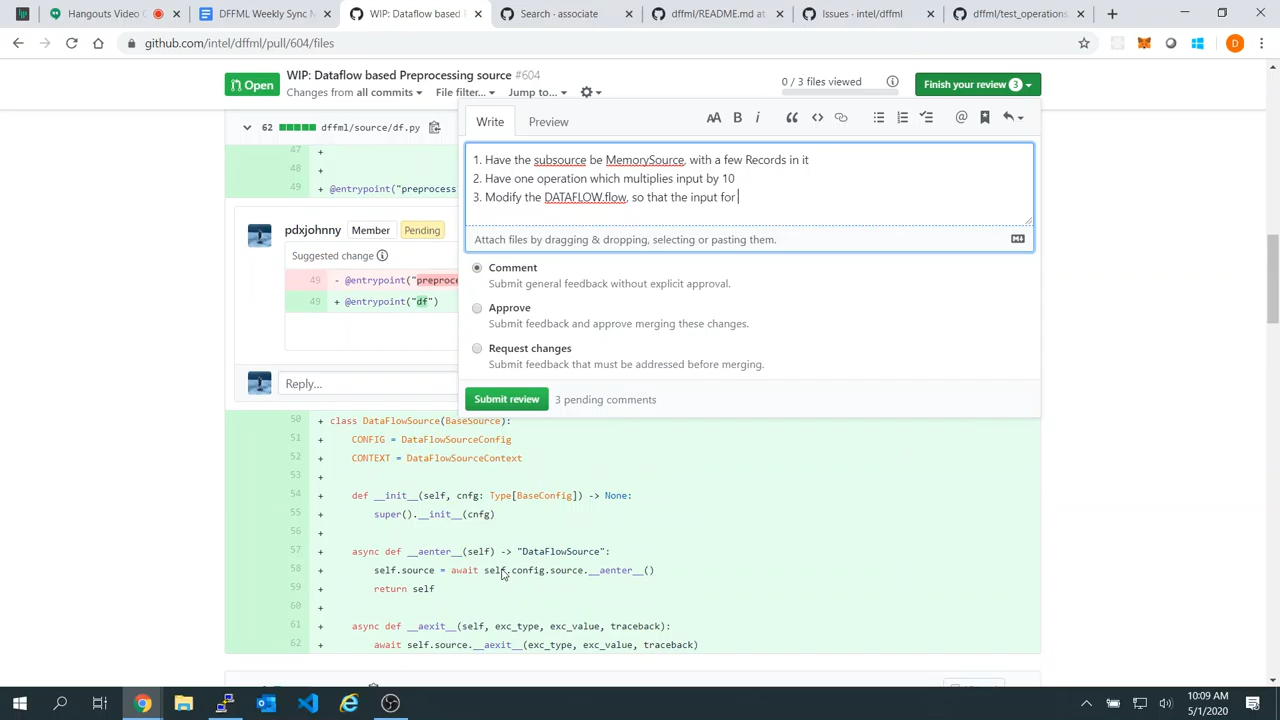 Hangouts Video C
DFFML Weekly Sync M
WIP: Dataflow based P
Search · associate
dffml/README.md at
Issues · intel/dffml
dffml/test_operations
github.com/intel/dffml/pull/604/files
D
Open
WIP: Dataflow based Preprocessing source #604
Changes from all commits File filter... Jump to...
0 / 3 files viewed
Finish your review 3
62 dffml/source/df.py
47 +
48 +
49 + @entrypoint("preprocess
pdxjohnny Member Pending
Suggested change
49 - @entrypoint("preproce
49 + @entrypoint("df")
Reply...
Write Preview
1. Have the subsource be MemorySource, with a few Records in it
2. Have one operation which multiplies input by 10
3. Modify the DATAFLOW.flow, so that the input for
Attach files by dragging & dropping, selecting or pasting them.
Comment
Submit general feedback without explicit approval.
Approve
Submit feedback and approve merging these changes.
Request changes
Submit feedback that must be addressed before merging.
Submit review 3 pending comments
50 + class DataFlowSource(BaseSource):
51 + CONFIG = DataFlowSourceConfig
52 + CONTEXT = DataFlowSourceContext
53 +
54 + def __init__(self, cnfg: Type[BaseConfig]) -> None:
55 + super().__init__(cnfg)
56 +
57 + async def __aenter__(self) -> "DataFlowSource":
58 + self.source = await self.config.source.__aenter__()
59 + return self
60 +
61 + async def __aexit__(self, exc_type, exc_value, traceback):
62 + await self.source.__aexit__(exc_type, exc_value, traceback)
10:09 AM
5/1/2020